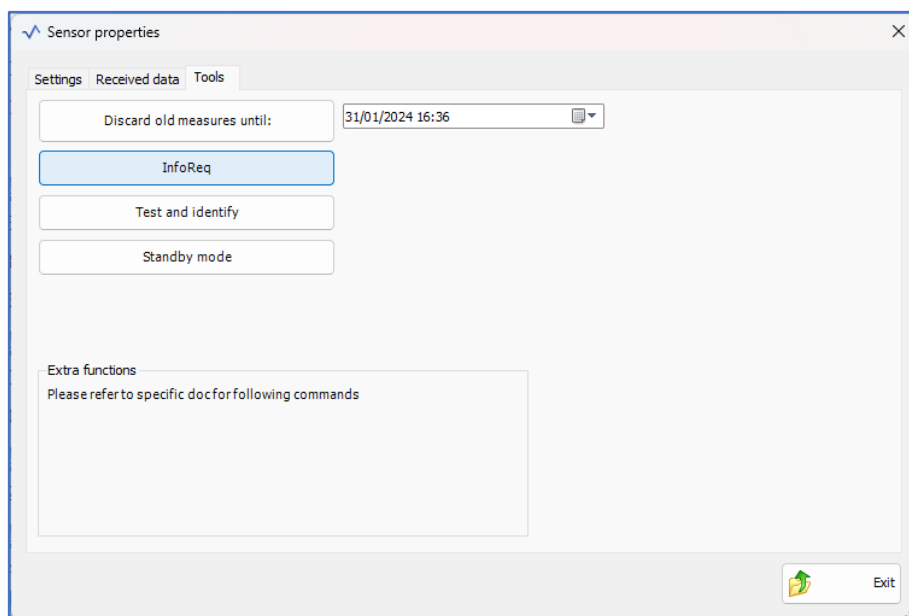 Sensor properties
Settings Received data Tools
Discard old measures until: 31/01/2024 16:36
InfoReq
Test and identify
Standby mode
Extra functions
Please refer to specific doc for following commands
Exit